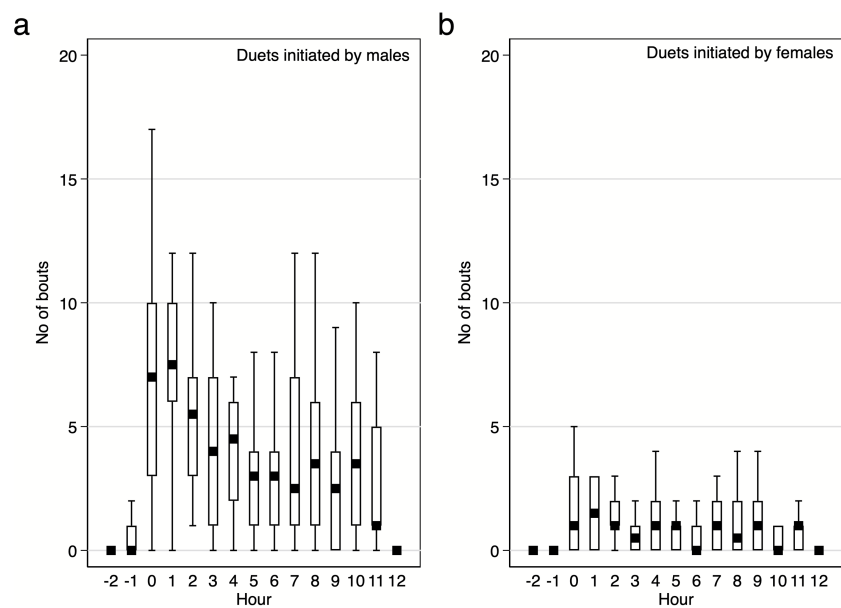 a
Duets initiated by males
20
15
10
5
0
No of bouts
-2 -1 0 1 2 3 4 5 6 7 8 9 10 11 12
Hour
b
Duets initiated by females
20
15
10
5
0
No of bouts
-2 -1 0 1 2 3 4 5 6 7 8 9 10 11 12
Hour